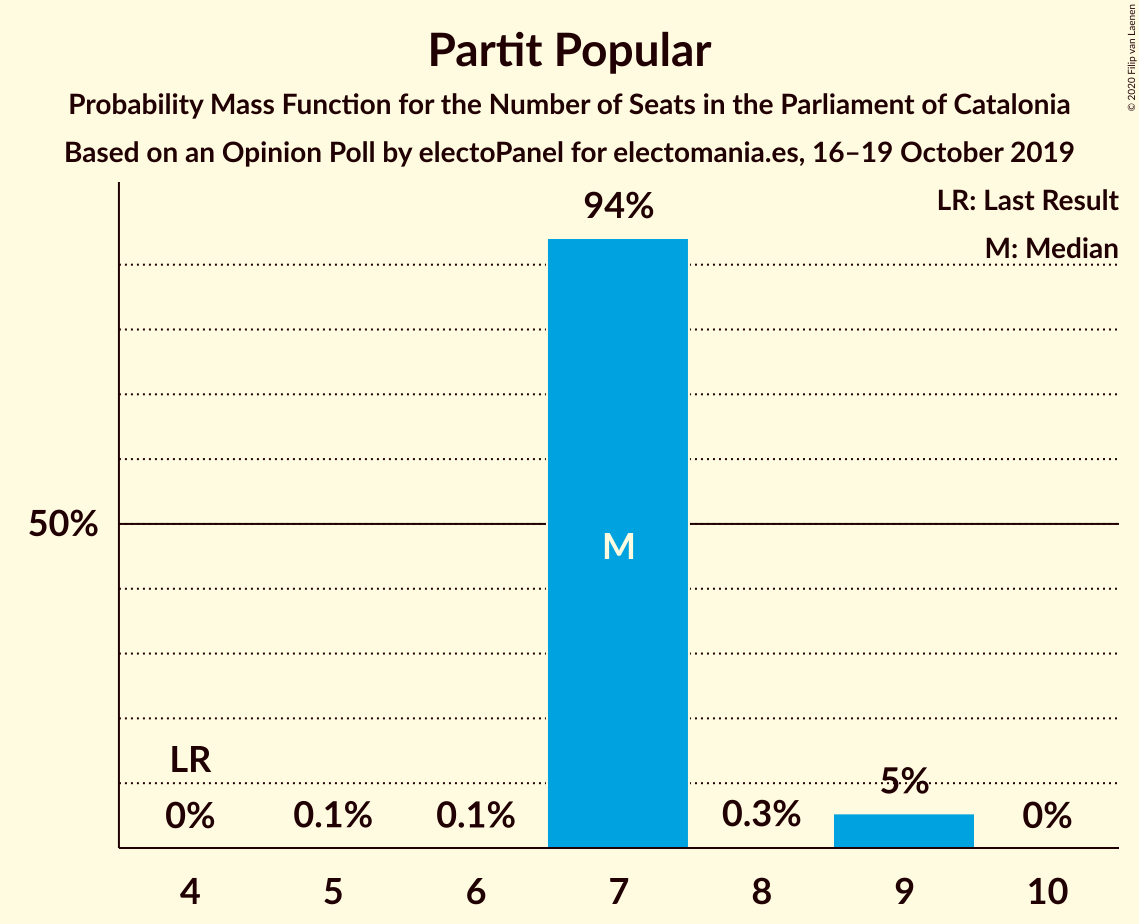 Partit Popular
Probability Mass Function for the Number of Seats in the Parliament of Catalonia
Based on an Opinion Poll by electoPanel for electomania.es, 16–19 October 2019
© 2020 Filip van Laenen
LR: Last Result
M: Median
94%
50%
M
LR
0%
0.1%
0.1%
0.3%
5%
0%
4
5
6
7
8
9
10